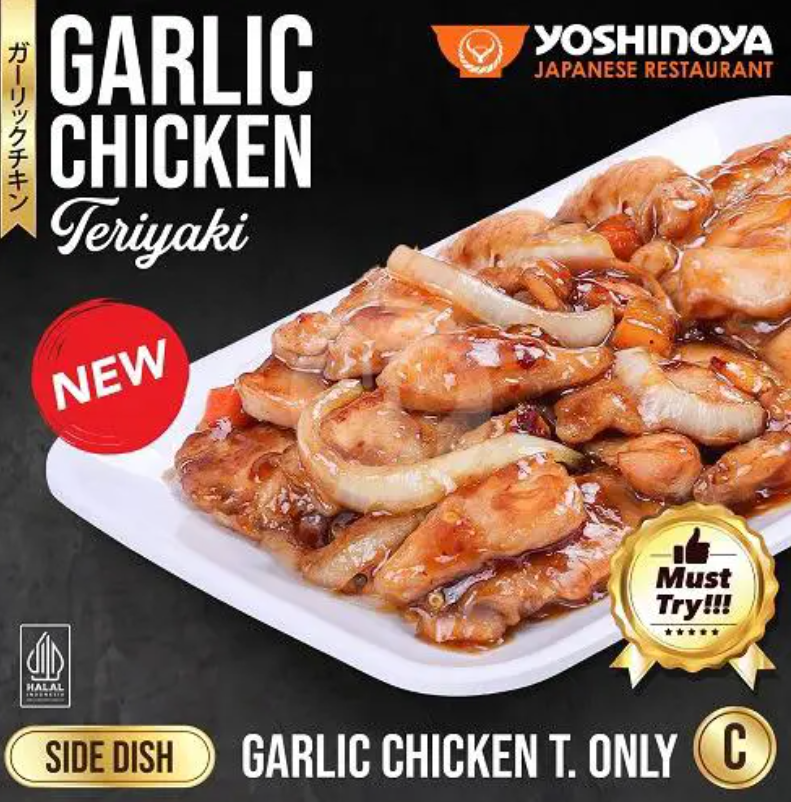 ガーリックチキン
GARLIC
CHICKEN
Teriyaki
YOSHINOYA
JAPANESE RESTAURANT
NEW
Must
Try!!!
HALAL
INDONESIA
SIDE DISH
GARLIC CHICKEN T. ONLY
C